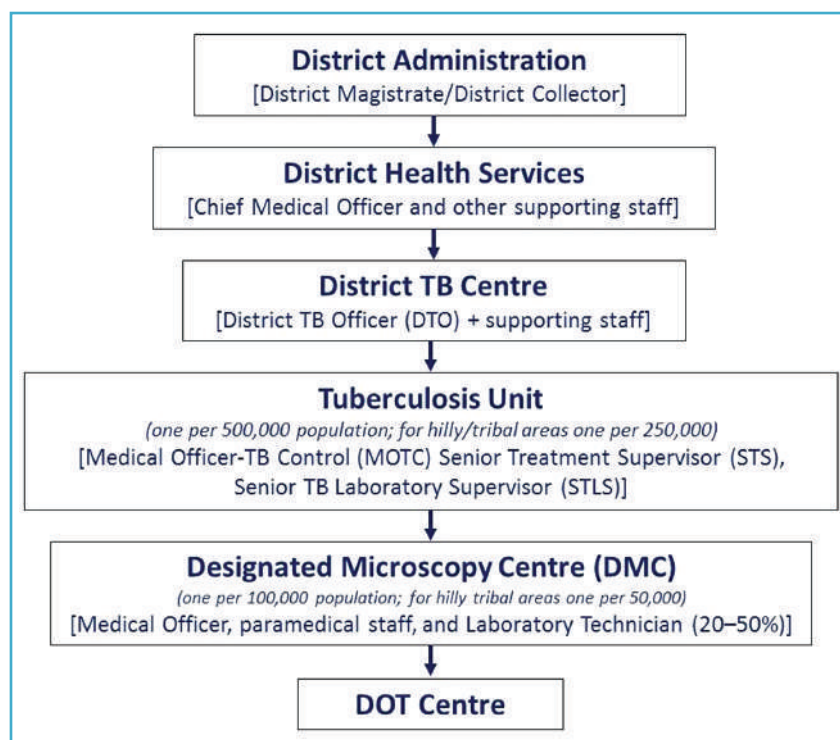 District Administration
[District Magistrate/District Collector]
District Health Services
[Chief Medical Officer and other supporting staff]
District TB Centre
[District TB Officer (DTO) + supporting staff]
Tuberculosis Unit
(one per 500,000 population; for hilly/tribal areas one per 250,000)
[Medical Officer-TB Control (MOTC) Senior Treatment Supervisor (STS),
Senior TB Laboratory Supervisor (STLS)]
Designated Microscopy Centre (DMC)
(one per 100,000 population; for hilly tribal areas one per 50,000)
[Medical Officer, paramedical staff, and Laboratory Technician (20–50%)]
DOT Centre